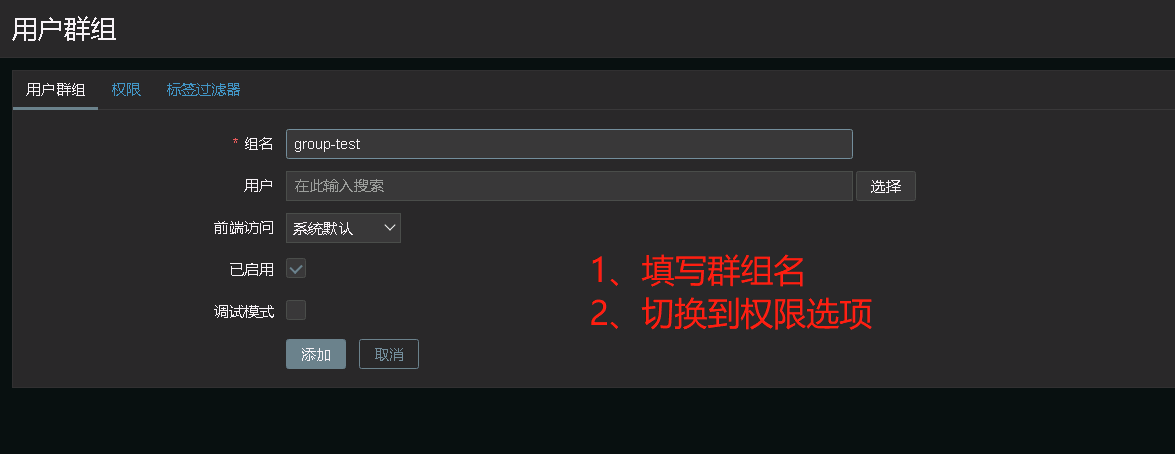 用户群组
用户群组 权限 标签过滤器
* 组名 group-test
用户 在此输入搜索 选择
前端访问 系统默认
已启用
1、填写群组名
调试模式
2、切换到权限选项
添加 取消